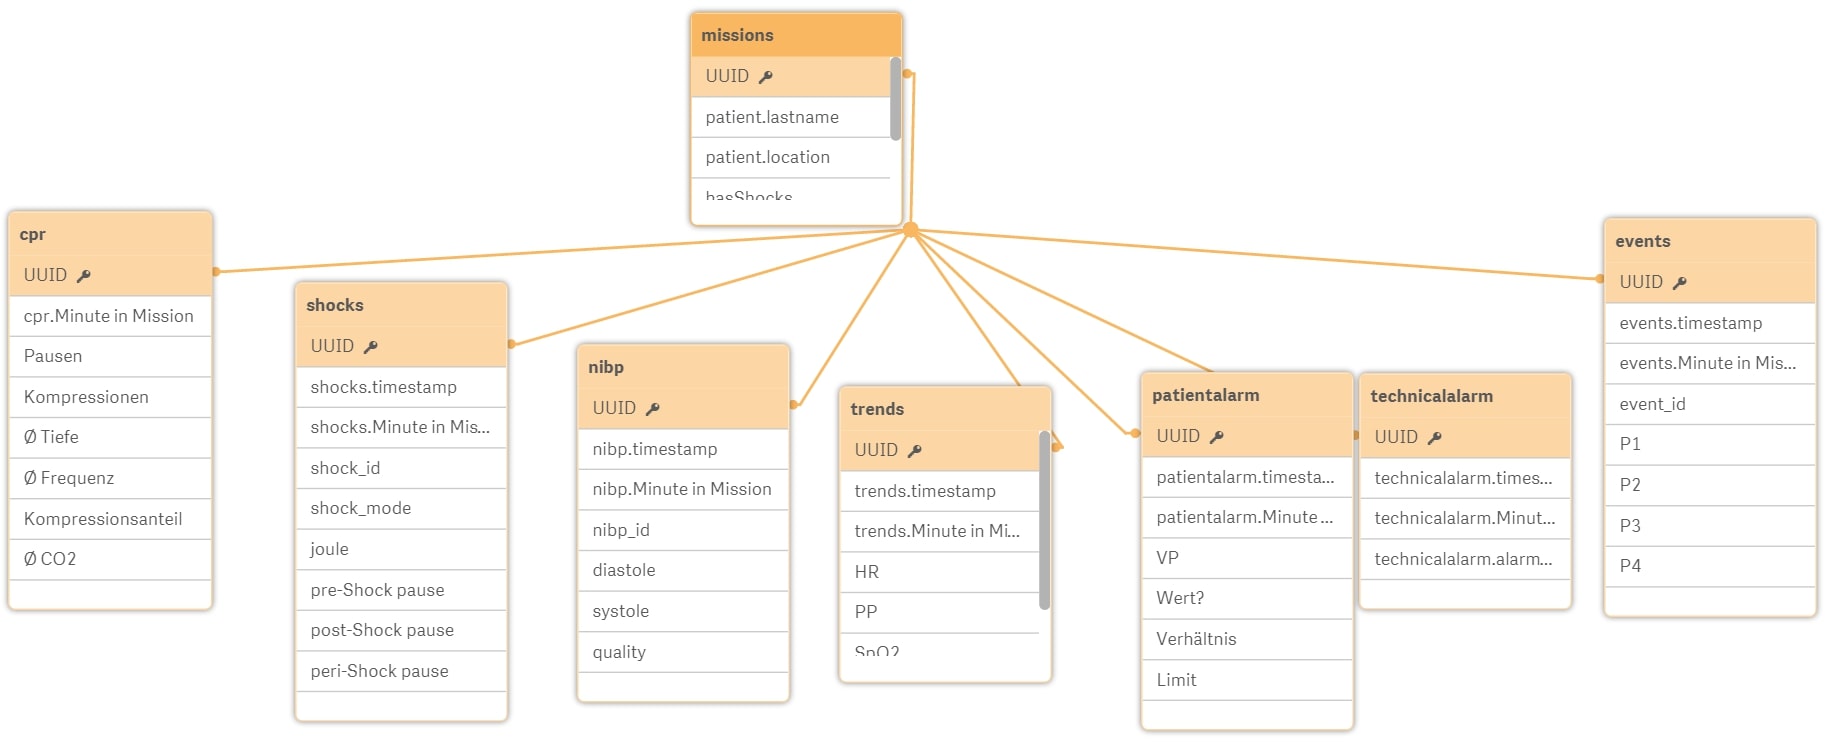 missions
UUID
patient.lastname
patient.location
hasShocks
cpr
UUID
cpr.Minute in Mission
Pausen
Kompressionen
Ø Tiefe
Ø Frequenz
Kompressionsanteil
Ø CO2
shocks
UUID
shocks.timestamp
shocks.Minute in Mis...
shock_id
shock_mode
joule
pre-Shock pause
post-Shock pause
peri-Shock pause
nibp
UUID
nibp.timestamp
nibp.Minute in Mission
nibp_id
diastole
systole
quality
trends
UUID
trends.timestamp
trends.Minute in Mi...
HR
PP
SpO2
patientalarm
UUID
patientalarm.timesta...
patientalarm.Minute ...
VP
Wert?
Verhältnis
Limit
technicalalarm
UUID
technicalalarm.times...
technicalalarm.Minut...
technicalalarm.alarm...
events
UUID
events.timestamp
events.Minute in Mis...
event_id
P1
P2
P3
P4